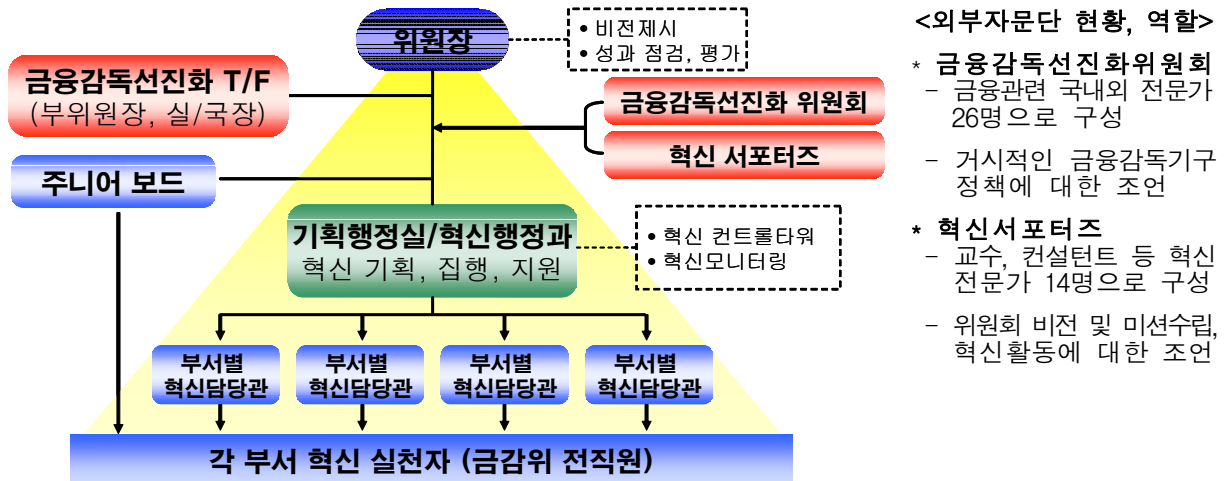 위원장
• 비전제시
• 성과 점검, 평가
금융감독선진화 T/F
(부위원장, 실/국장)
금융감독선진화 위원회
혁신 서포터즈
주니어 보드
기획행정실/혁신행정과
혁신 기획, 집행, 지원
• 혁신 컨트롤타워
• 혁신모니터링
부서별
혁신담당관
부서별
혁신담당관
부서별
혁신담당관
부서별
혁신담당관
각 부서 혁신 실천자 (금감위 전직원)
<외부자문단 현황, 역할>
* 금융감독선진화위원회
- 금융관련 국내외 전문가
26명으로 구성
- 거시적인 금융감독기구
정책에 대한 조언
* 혁신서포터즈
- 교수, 컨설턴트 등 혁신
전문가 14명으로 구성
- 위원회 비전 및 미션수립,
혁신활동에 대한 조언